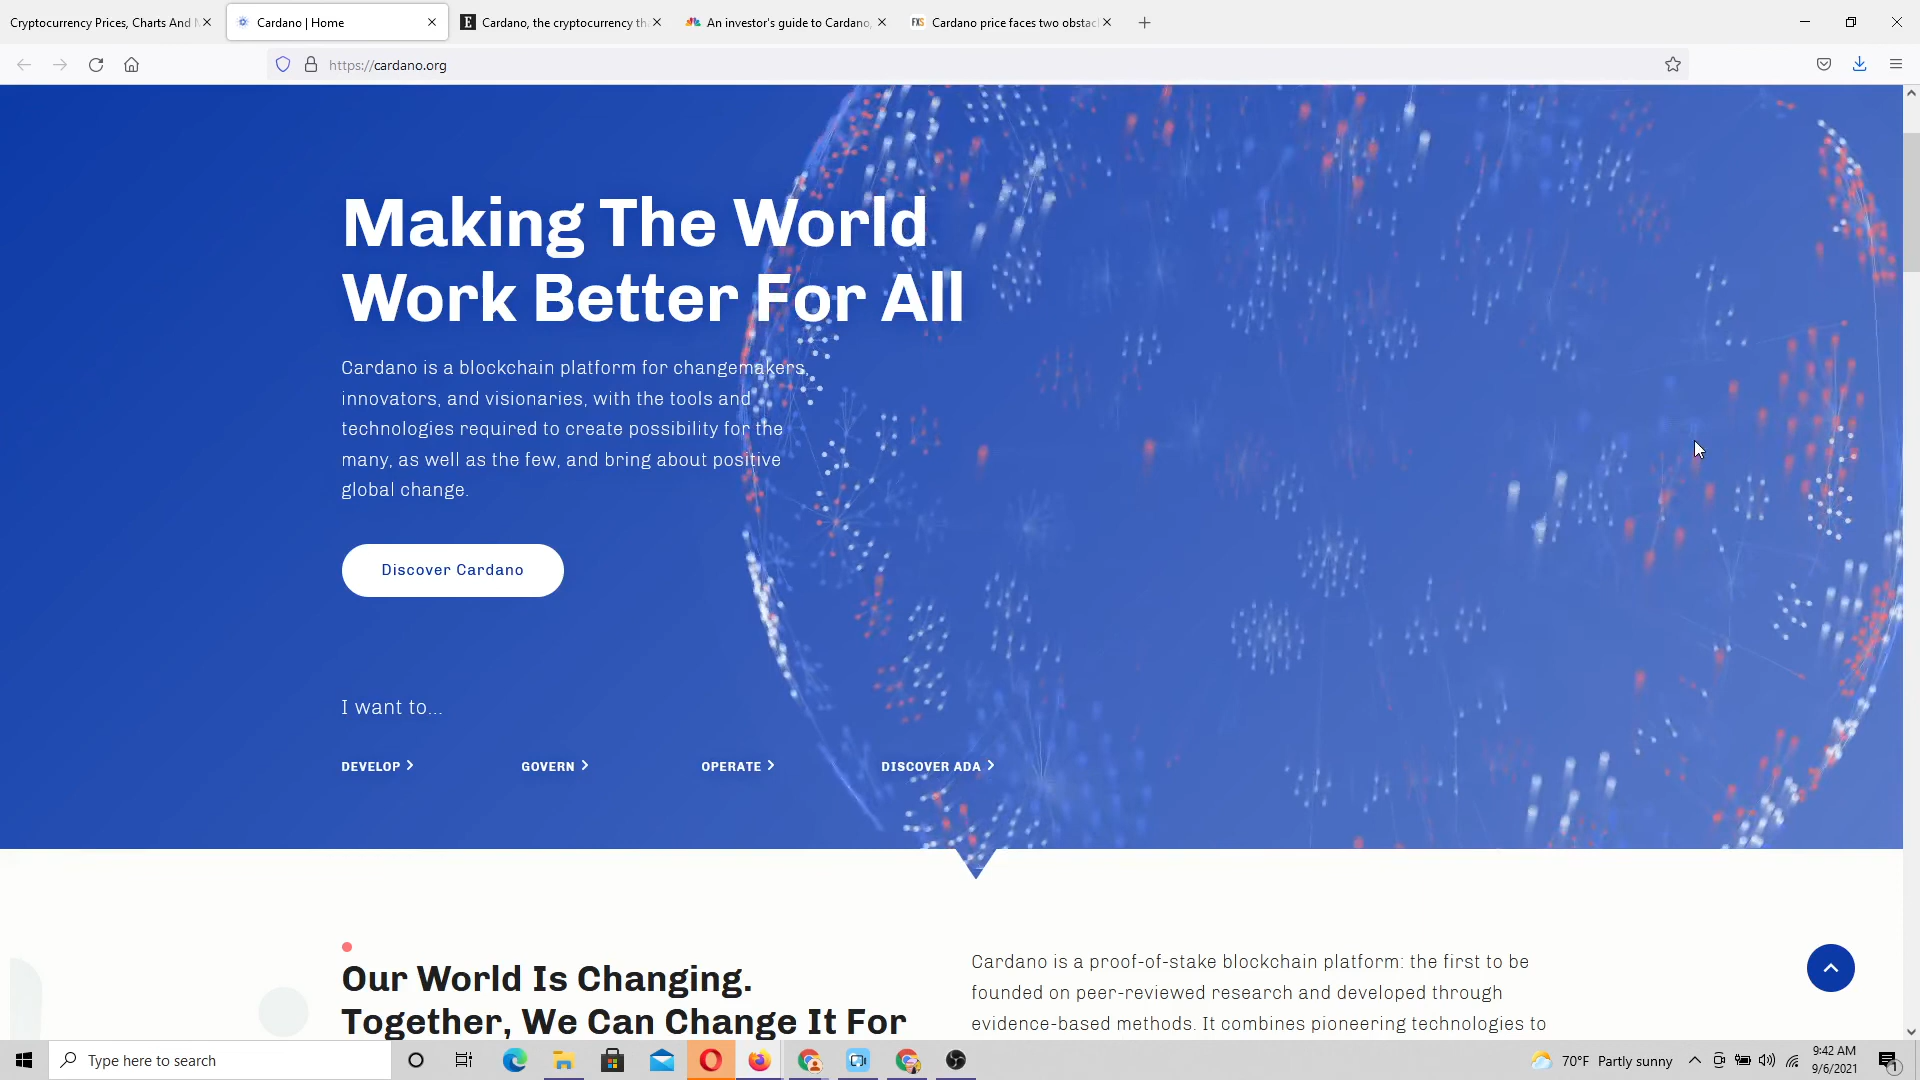 Cryptocurrency Prices, Charts And
Cardano | Home
Cardano, the cryptocurrency th
An investor's guide to Cardano,
FXS
Cardano price faces two obstac
https://cardano.org
Making The World
Work Better For All
Cardano is a blockchain platform for changemakers,
innovators, and visionaries, with the tools and
technologies required to create possibility for the
many, as well as the few, and bring about positive
global change.
Discover Cardano
I want to...
DEVELOP
GOVERN
OPERATE
DISCOVER ADA
Our World Is Changing.
Together, We Can Change It For
Cardano is a proof-of-stake blockchain platform: the first to be
founded on peer-reviewed research and developed through
evidence-based methods. It combines pioneering technologies to
Type here to search
70°F Partly sunny
9:42 AM
9/6/2021
1